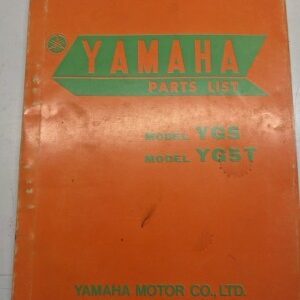 YAMAHA
PARTS LIST
MODEL YG5
MODEL YG5T
YAMAHA MOTOR CO., LTD.